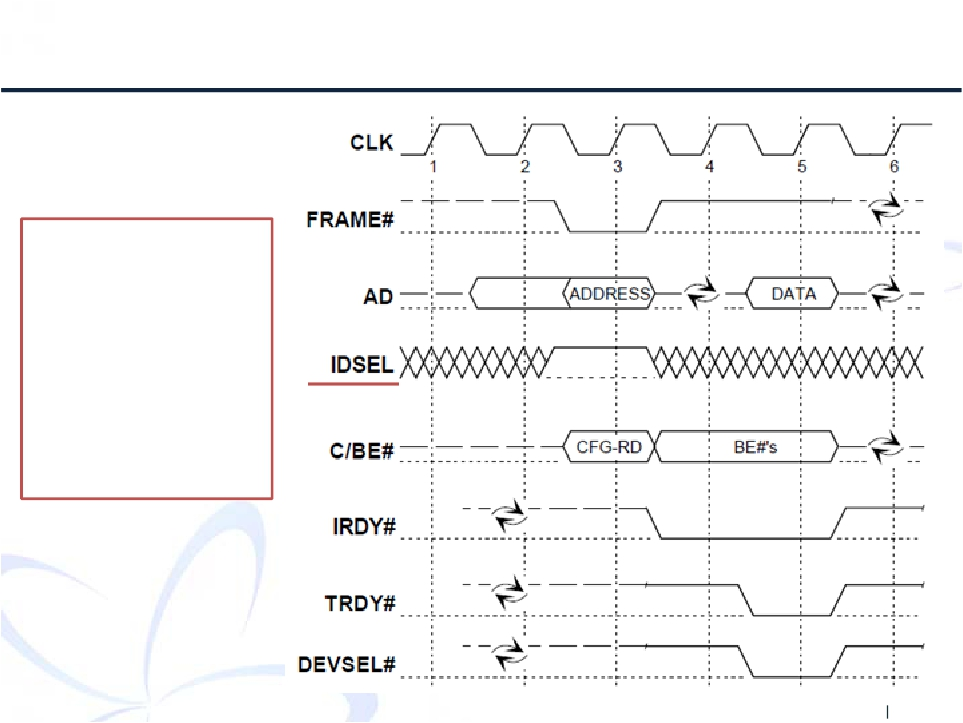 CLK
1 2 3 4 5 6
FRAME#
AD ADDRESS DATA
IDSEL
C/BE# CFG-RD BE#'s
IRDY#
TRDY#
DEVSEL#